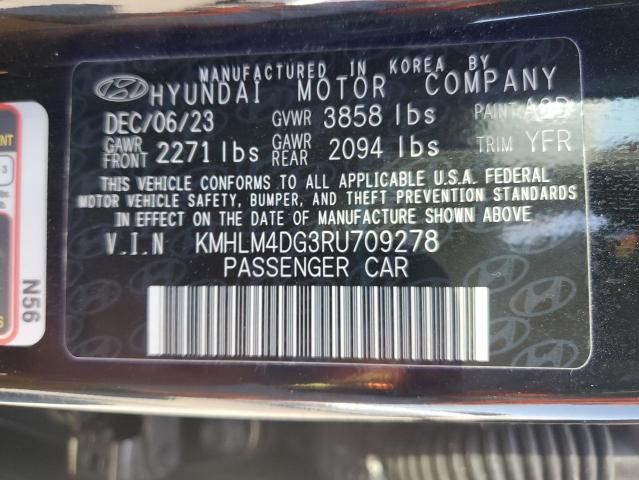 MANUFACTURED IN KOREA BY
HYUNDAI MOTOR COMPANY
DEC/06/23 GVWR 3858 lbs PAINT
GAWR FRONT 2271 lbs GAWR REAR 2094 lbs TRIM YFR
THIS VEHICLE CONFORMS TO ALL APPLICABLE U.S.A. FEDERAL
MOTOR VEHICLE SAFETY, BUMPER, AND THEFT PREVENTION STANDARDS
IN EFFECT ON THE DATE OF MANUFACTURE SHOWN ABOVE
V.I.N KMHLM4DG3RU709278
PASSENGER CAR
N56